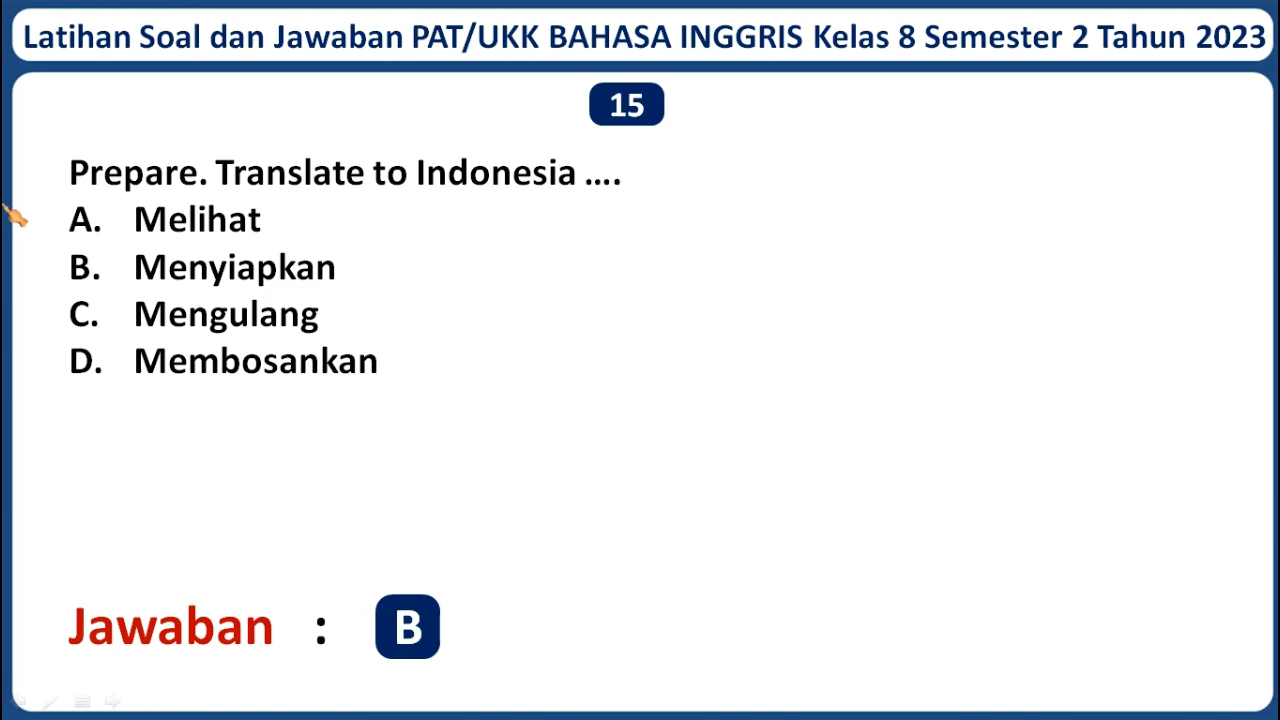 Latihan Soal dan Jawaban PAT/UKK BAHASA INGGRIS Kelas 8 Semester 2 Tahun 2023
15
Prepare. Translate to Indonesia ....
A. Melihat
B. Menyiapkan
C. Mengulang
D. Membosankan
Jawaban : B